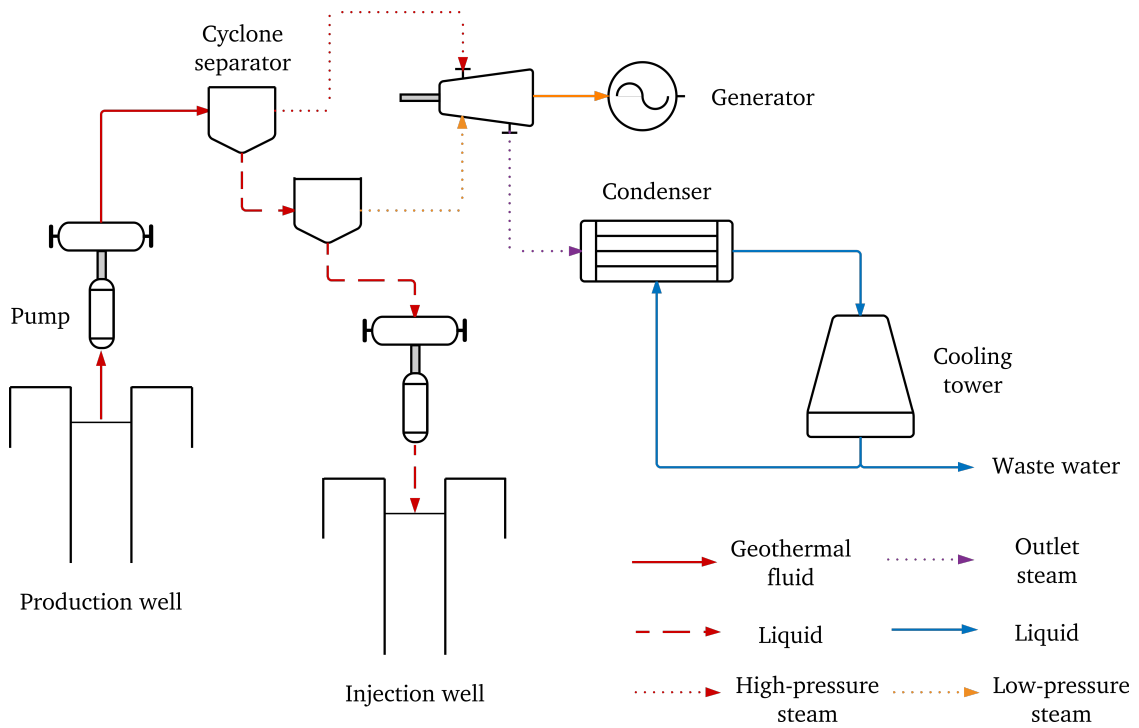 Cyclone
separator
Generator
Condenser
Pump
Cooling
tower
Waste water
Production well
Injection well
Geothermal
fluid
Outlet
steam
Liquid
Liquid
High-pressure
steam
Low-pressure
steam